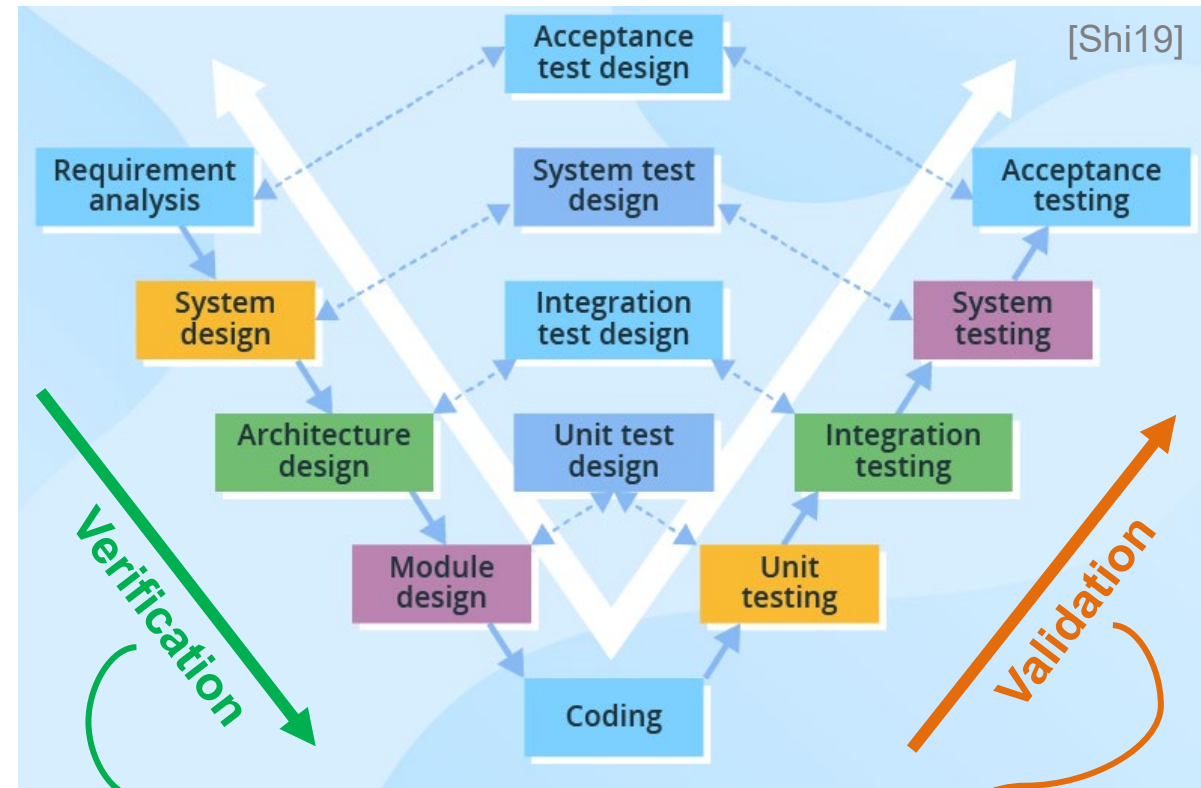 Acceptance
test design
[Shi19]
Requirement
analysis
System test
design
Acceptance
testing
System
design
Integration
test design
System
testing
Architecture
design
Unit test
design
Integration
testing
Module
design
Unit
testing
Verification
Validation
Coding